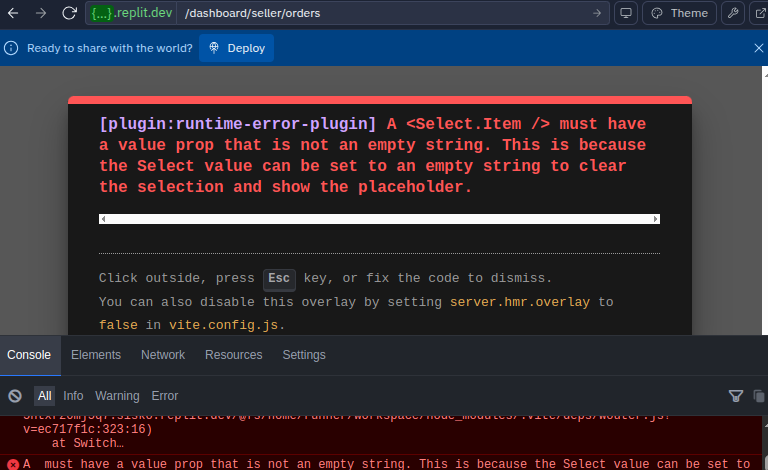 {...}.replit.dev /dashboard/seller/orders Theme
Ready to share with the world? Deploy
[plugin:runtime-error-plugin] A <Select.Item /> must have
a value prop that is not an empty string. This is because
the Select value can be set to an empty string to clear
the selection and show the placeholder.
Click outside, press Esc key, or fix the code to dismiss.
You can also disable this overlay by setting server.hmr.overlay to
false in vite.config.js.
Console Elements Network Resources Settings
All Info Warning Error
v=ec717f1c:323:16)
at Switch…
A  must have a value prop that is not an empty string. This is because the Select value can be set to